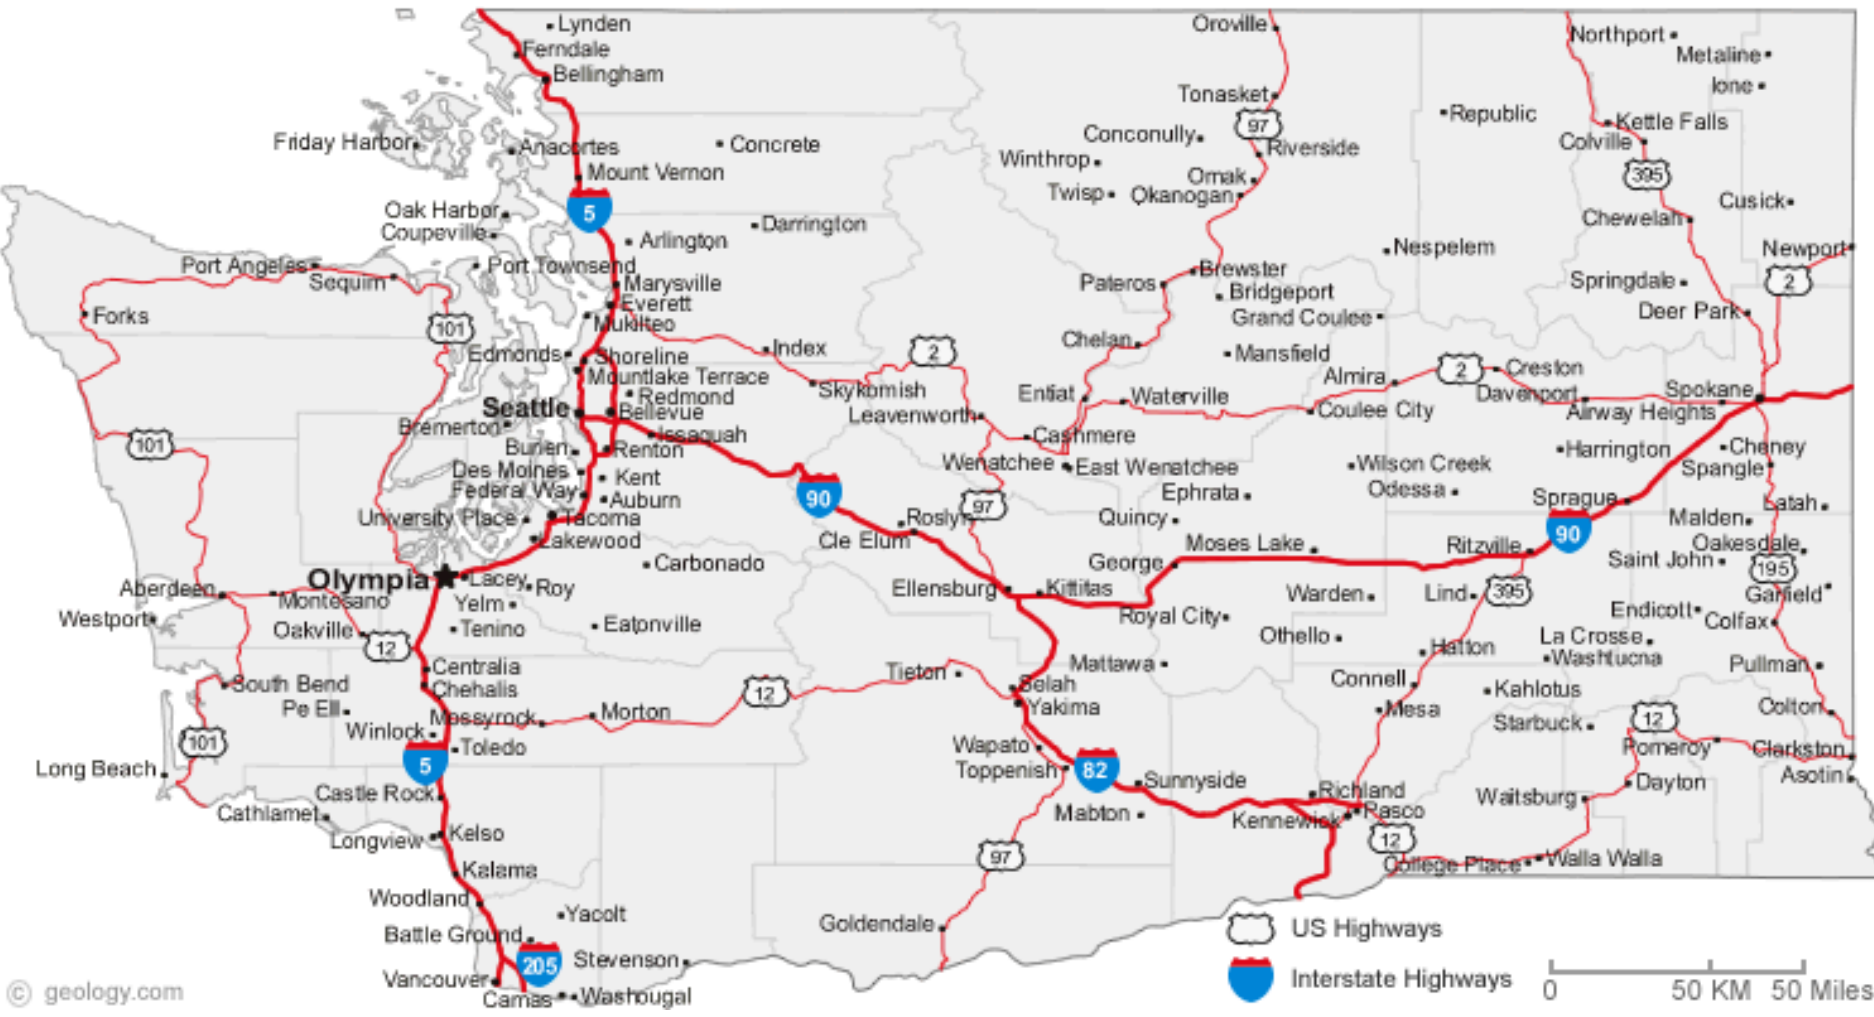 Lynden
Oroville
Northport
Metaline
Ferndale
Bellingham
Ione
Tonasket
97
Republic
Kettle Falls
Friday Harbor
Anacortes
Concrete
Conconully
Riverside
Colville
Winthrop
Mount Vernon
Omak
395
Twisp
Okanogan
Cusick
Oak Harbor
5
Coupeville
Darrington
Chewelah
Arlington
Nespelem
Newport
Port Angeles
Port Townsend
Sequim
Marysville
Brewster
Pateros
Springdale
2
Bridgeport
Everett
Forks
101
Mukilteo
Grand Coulee
Deer Park
Chelan
Index
2
Edmonds
Shoreline
Mansfield
2
Creston
Mountlake Terrace
Almira
Redmond
Skykomish
Entiat
Waterville
Davenport
Spokane
Seattle
Bellevue
Leavenworth
Coulee City
Airway Heights
Bremerton
101
Issaquah
Cashmere
Burien
Renton
Harrington
Cheney
Des Moines
Wenatchee
East Wenatchee
Wilson Creek
Spangle
Kent
Federal Way
Auburn
90
Ephrata
Odessa
Sprague
97
Latah
University Place
Tacoma
Roslyn
Quincy
Malden
Lakewood
Cle Elum
Moses Lake
Ritzville
90
Oakesdale
Carbonado
George
Saint John
195
Olympia
Lacey
Roy
Aberdeen
Ellensburg
Kittitas
Warden
Lind
395
Garfield
Montesano
Yelm
Westport
Royal City
Endicott
Colfax
Oakville
Tenino
Eatonville
Othello
La Crosse
12
Hatton
Washtucna
Centralia
Mattawa
Pullman
Tieton
Connell
South Bend
Chehalis
12
Selah
Kahlotus
Pe Ell
Mossyrock
Morton
Yakima
Mesa
Colton
Starbuck
12
Winlock
101
Toledo
Wapato
Pomeroy
Clarkston
Long Beach
5
Toppenish
82
Sunnyside
Asotin
Castle Rock
Richland
Dayton
Waitsburg
Cathlamet
Mabton
Kennewick
Pasco
Longview
Kelso
12
97
College Place
Walla Walla
Kalama
Woodland
Yacolt
Goldendale
US Highways
Battle Ground
205
Stevenson
Vancouver
Interstate Highways
© geology.com
Camas
Washougal
0 50 KM 50 Miles